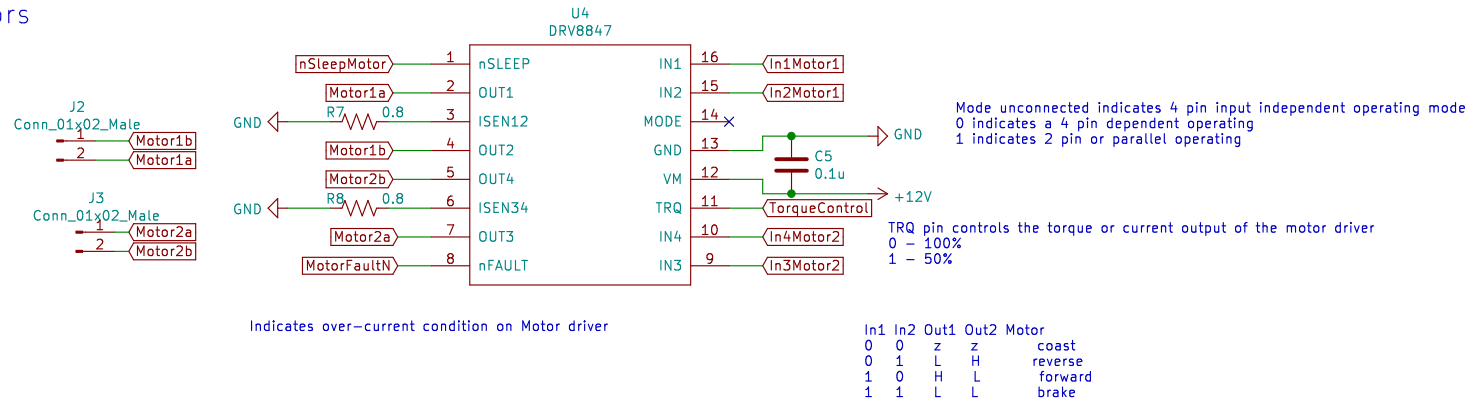 ors
U4
DRV8847
nSleepMotor 1 nSLEEP IN1 16 In1Motor1
Motor1a 2 OUT1 IN2 15 In2Motor1
GND R7 0.8 3 ISEN12 MODE 14
Motor1b 4 OUT2 GND 13 GND
Motor2b 5 OUT4 VM 12 +12V
GND R8 0.8 6 ISEN34 TRQ 11 TorqueControl
Motor2a 7 OUT3 IN4 10 In4Motor2
MotorFaultN 8 nFAULT IN3 9 In3Motor2
C5
0.1u
J2
Conn_01x02_Male
1 Motor1b
2 Motor1a
J3
Conn_01x02_Male
1 Motor2a
2 Motor2b
Mode unconnected indicates 4 pin input independent operating mode
0 indicates a 4 pin dependent operating
1 indicates 2 pin or parallel operating
TRQ pin controls the torque or current output of the motor driver
0 - 100%
1 - 50%
Indicates over-current condition on Motor driver
In1 In2 Out1 Out2 Motor
0 0 z z coast
0 1 L H reverse
1 0 H L forward
1 1 L L brake